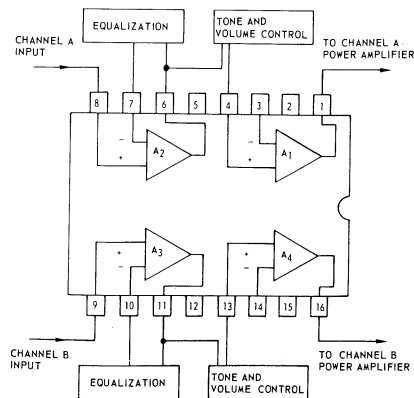 EQUALIZATION
TONE AND
VOLUME CONTROL
CHANNEL A
INPUT
TO CHANNEL A
POWER AMPLIFIER
8 7 6 5 4 3 2 1
− + A2
− + A1
+ − A3
+ − A4
9 10 11 12 13 14 15 16
CHANNEL B
INPUT
TO CHANNEL B
POWER AMPLIFIER
EQUALIZATION
TONE AND
VOLUME CONTROL